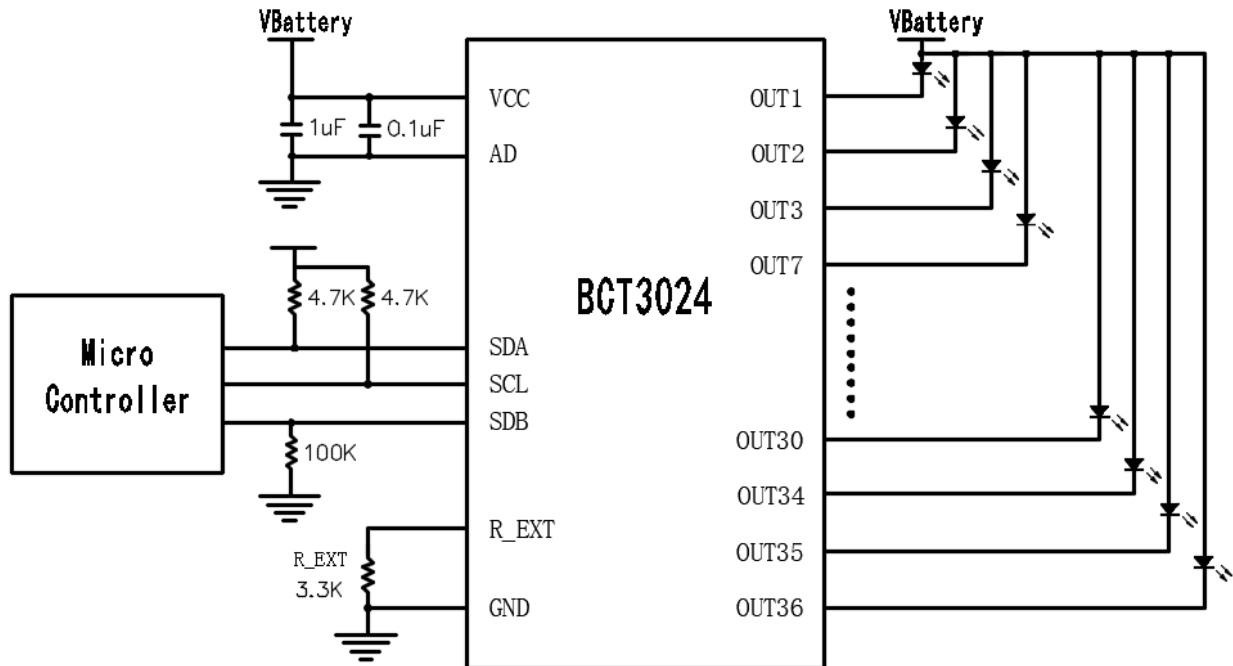 VBattery
VBattery
VCC
1uF
0.1uF
AD
OUT1
OUT2
OUT3
OUT7
BCT3024
4.7K
4.7K
Micro
Controller
SDA
SCL
SDB
100K
R_EXT
R_EXT
3.3K
GND
OUT30
OUT34
OUT35
OUT36